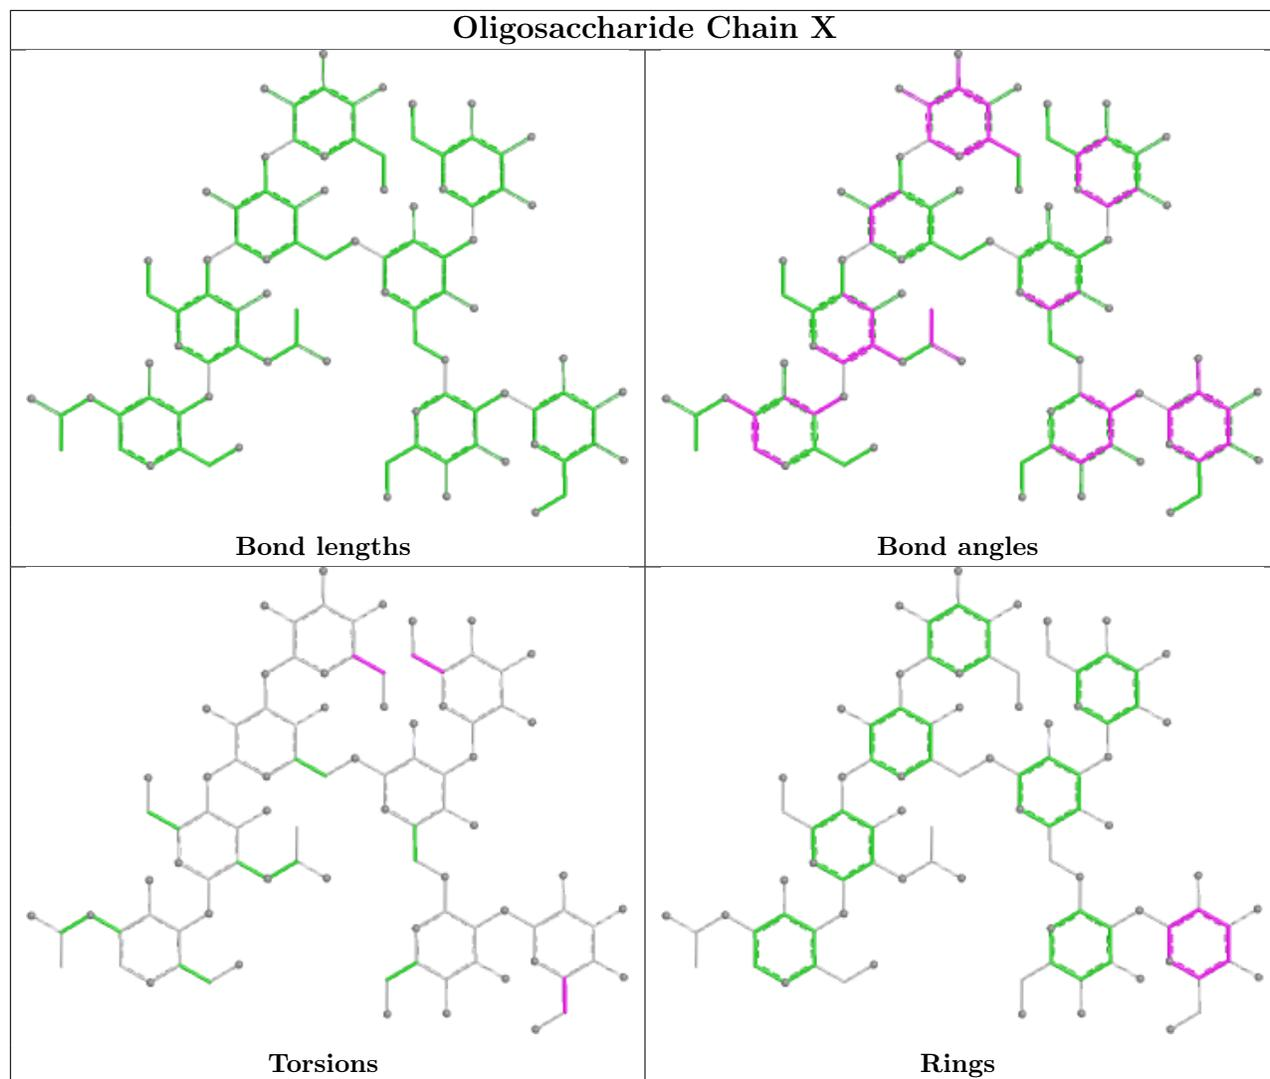 Oligosaccharide Chain X
Bond lengths
Bond angles
Torsions
Rings